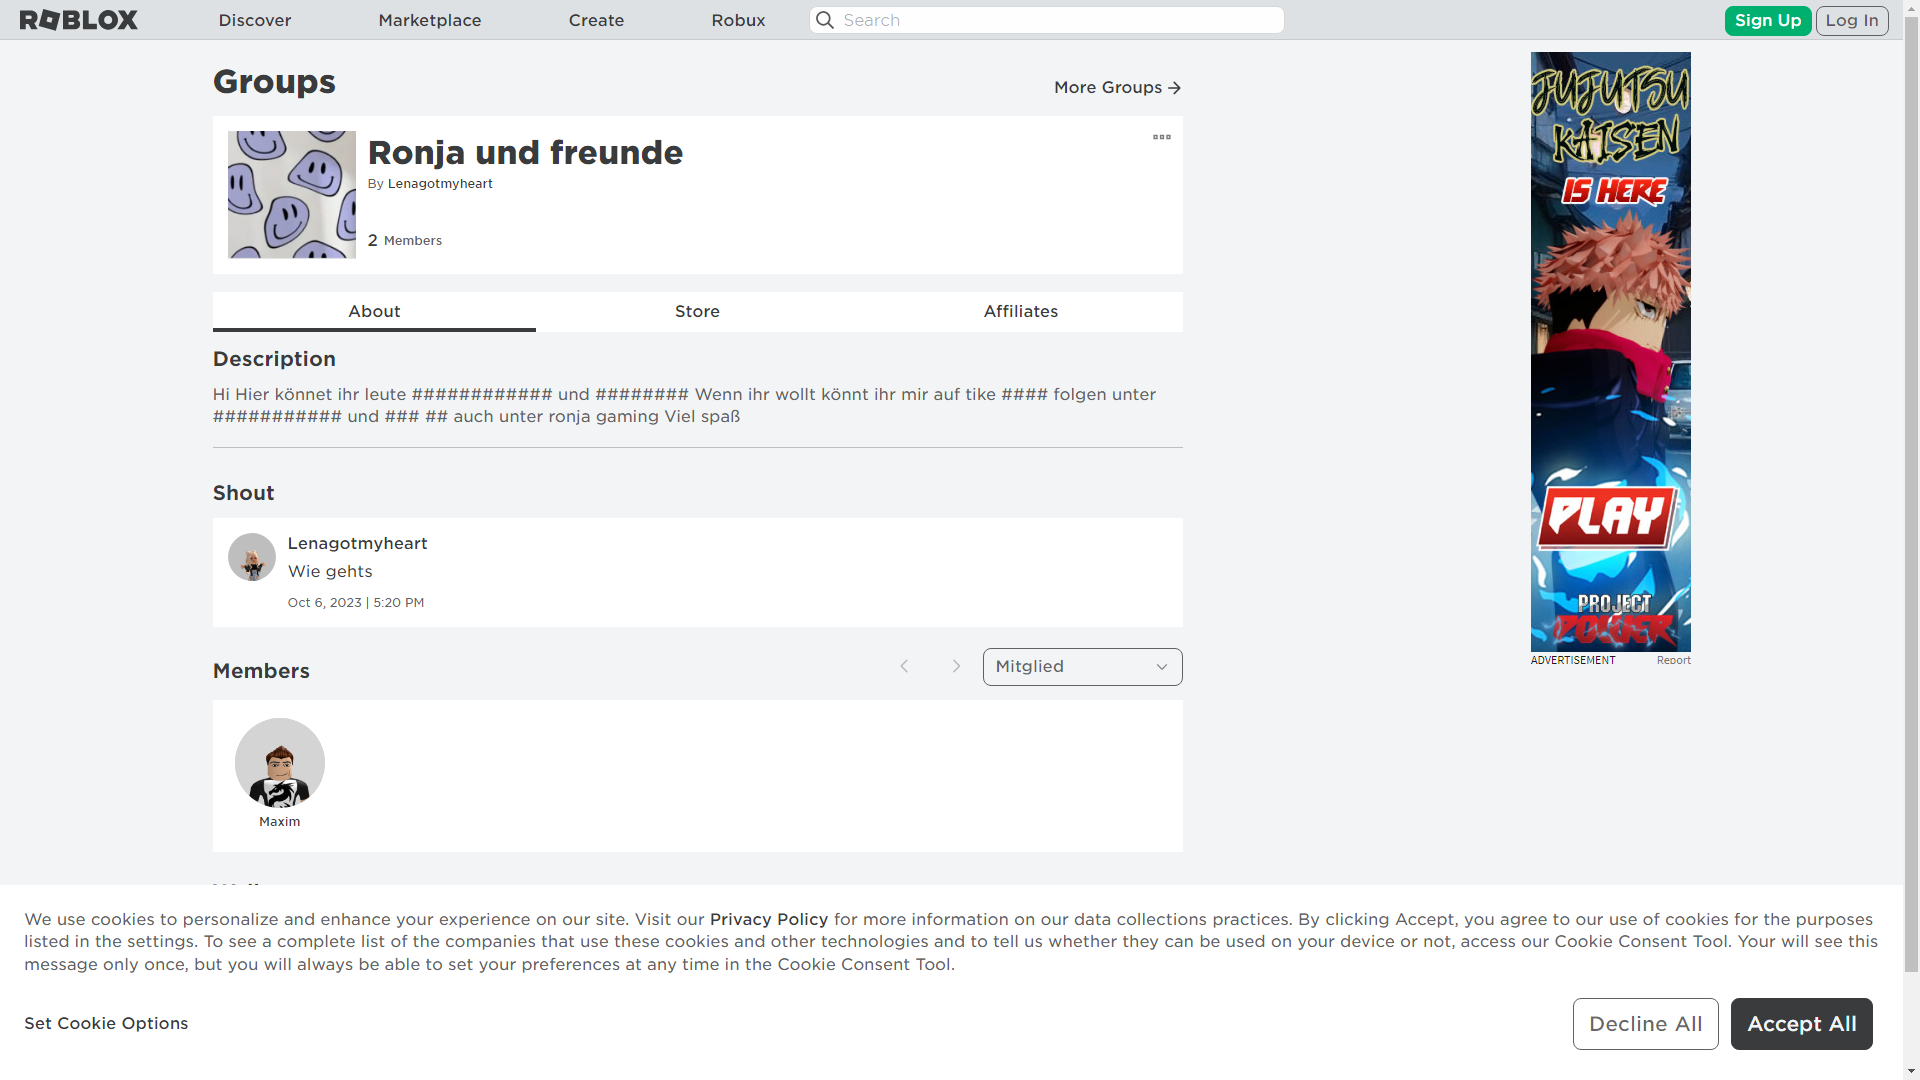 ROBLOX
Discover
Marketplace
Create
Robux
Search
Sign Up
Log In
Groups
More Groups
Ronja und freunde
By Lenagotmyheart
2 Members
About
Store
Affiliates
Description
Hi Hier könnet ihr leute ############ und ######## Wenn ihr wollt könnt ihr mir auf tike #### folgen unter
########### und ### ## auch unter ronja gaming Viel spaß
Shout
Lenagotmyheart
Wie gehts
Oct 6, 2023 | 5:20 PM
Members
Mitglied
Maxim
JUJUTSU
KAISEN
IS HERE
PLAY
PROJECT
POWER
ADVERTISEMENT
Report
We use cookies to personalize and enhance your experience on our site. Visit our Privacy Policy for more information on our data collections practices. By clicking Accept, you agree to our use of cookies for the purposes
listed in the settings. To see a complete list of the companies that use these cookies and other technologies and to tell us whether they can be used on your device or not, access our Cookie Consent Tool. Your will see this
message only once, but you will always be able to set your preferences at any time in the Cookie Consent Tool.
Set Cookie Options
Decline All
Accept All